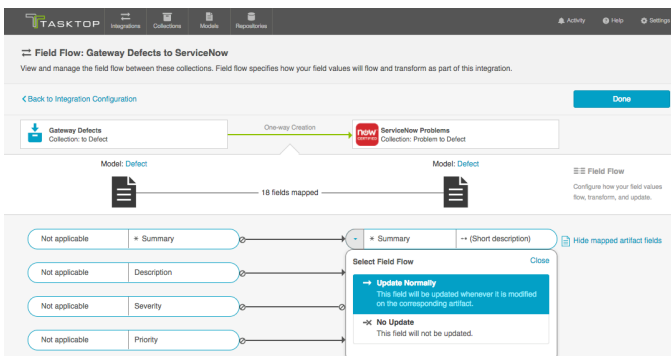 TASKTOP
Integrations
Collections
Models
Repositories
Activity
Help
Settings
Field Flow: Gateway Defects to ServiceNow
View and manage the field flow between these collections. Field flow specifies how your field values will flow and transform as part of this integration.
Back to Integration Configuration
Done
Gateway Defects
Collection: to Defect
One-way Creation
now
CERTIFIED
ServiceNow Problems
Collection: Problem to Defect
Model: Defect
Model: Defect
18 fields mapped
Field Flow
Configure how your field values
flow, transform, and update.
Not applicable
* Summary
* Summary
(Short description)
Hide mapped artifact fields
Select Field Flow
Close
Not applicable
Description
Update Normally
This field will be updated whenever it is modified
on the corresponding artifact.
Not applicable
Severity
No Update
This field will not be updated.
Not applicable
Priority